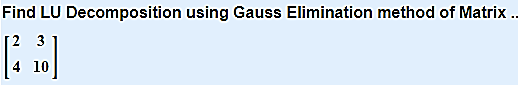 Find LU Decomposition using Gauss Elimination method of Matrix ..
2 3
4 10